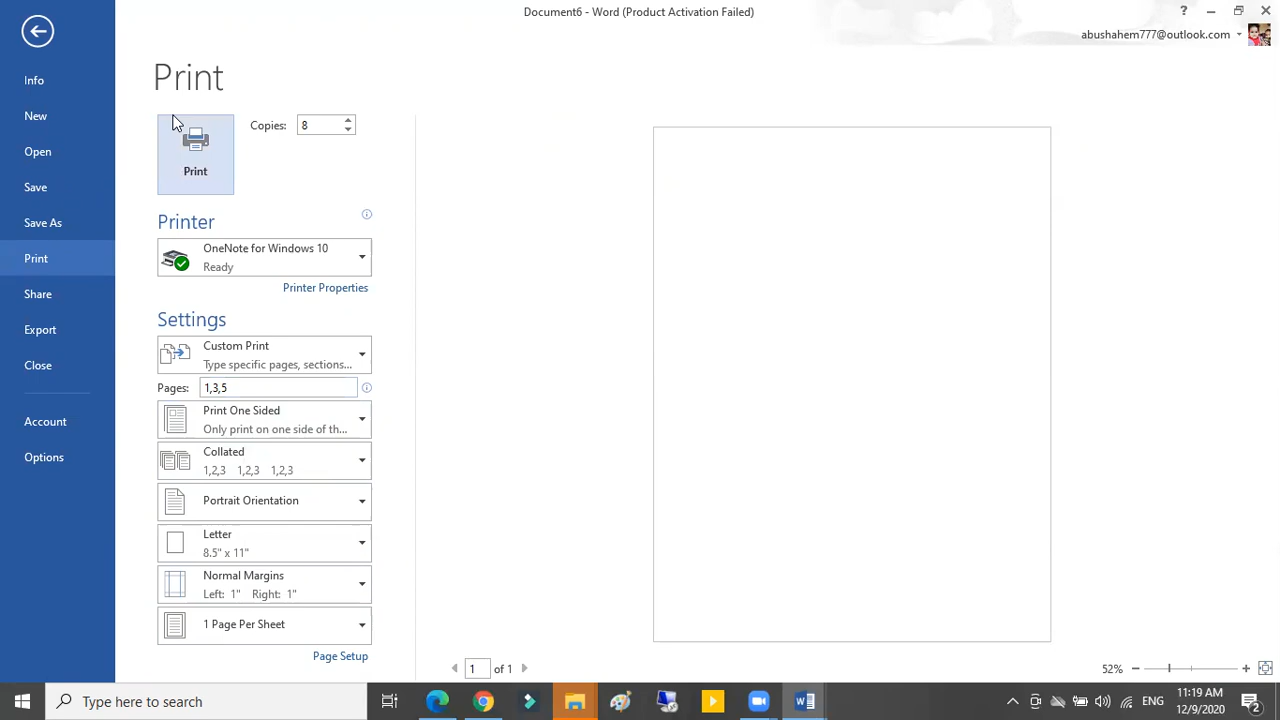 Document6 - Word (Product Activation Failed)
?
abushahem777@outlook.com
Info
New
Open
Save
Save As
Print
Share
Export
Close
Account
Options
Print
Print
Copies: 8
Printer
OneNote for Windows 10
Ready
Printer Properties
Settings
Custom Print
Type specific pages, sections...
Pages: 1,3,5
Print One Sided
Only print on one side of th...
Collated
1,2,3 1,2,3 1,2,3
Portrait Orientation
Letter
8.5" x 11"
Normal Margins
Left: 1" Right: 1"
1 Page Per Sheet
Page Setup
1 of 1
52%
Type here to search
ENG
11:19 AM
12/9/2020
2